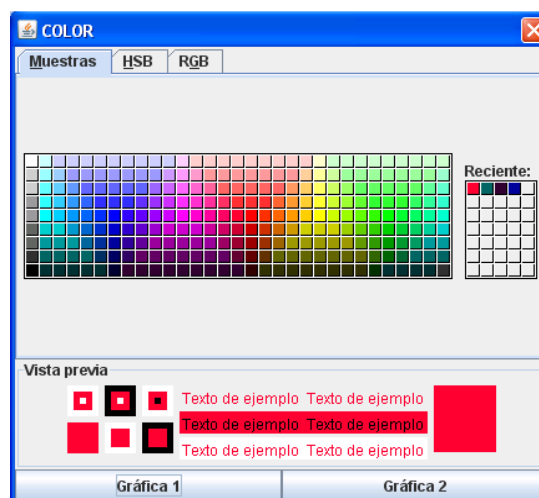 COLOR
Muestras HSB RGB
Reciente:
Vista previa
Texto de ejemplo Texto de ejemplo
Texto de ejemplo Texto de ejemplo
Texto de ejemplo Texto de ejemplo
Gráfica 1 Gráfica 2